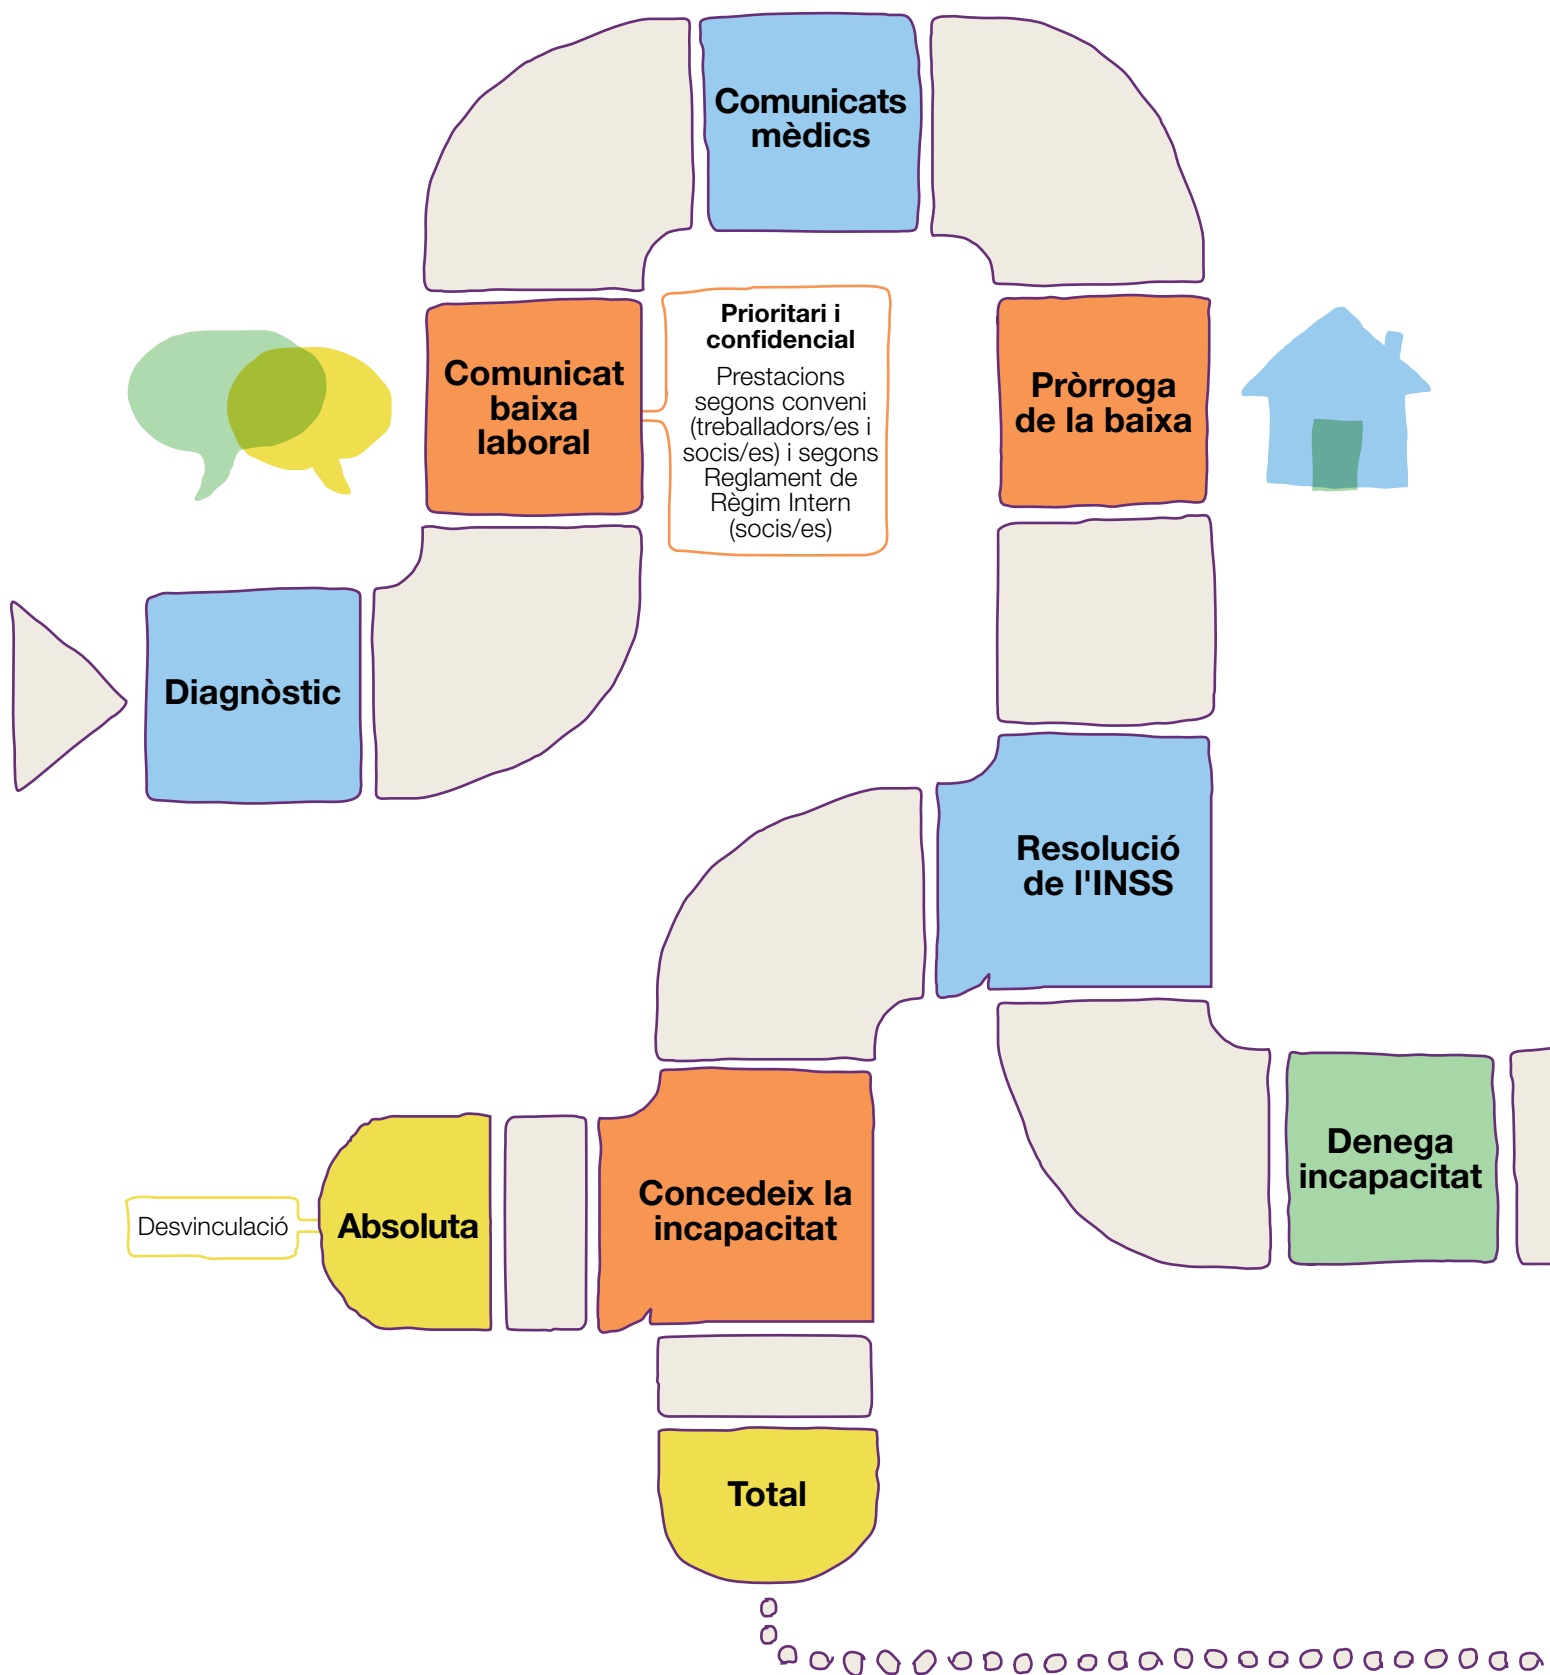 Comunicats
mèdics
Prioritari i
confidencial
Prestacions
segons conveni
(treballadors/es i
socis/es) i segons
Reglament de
Règim Intern
(socis/es)
Comunicat
baixa
laboral
Pròrroga
de la baixa
Diagnòstic
Resolució
de l'INSS
Denega
incapacitat
Concedeix la
incapacitat
Absoluta
Desvinculació
Total